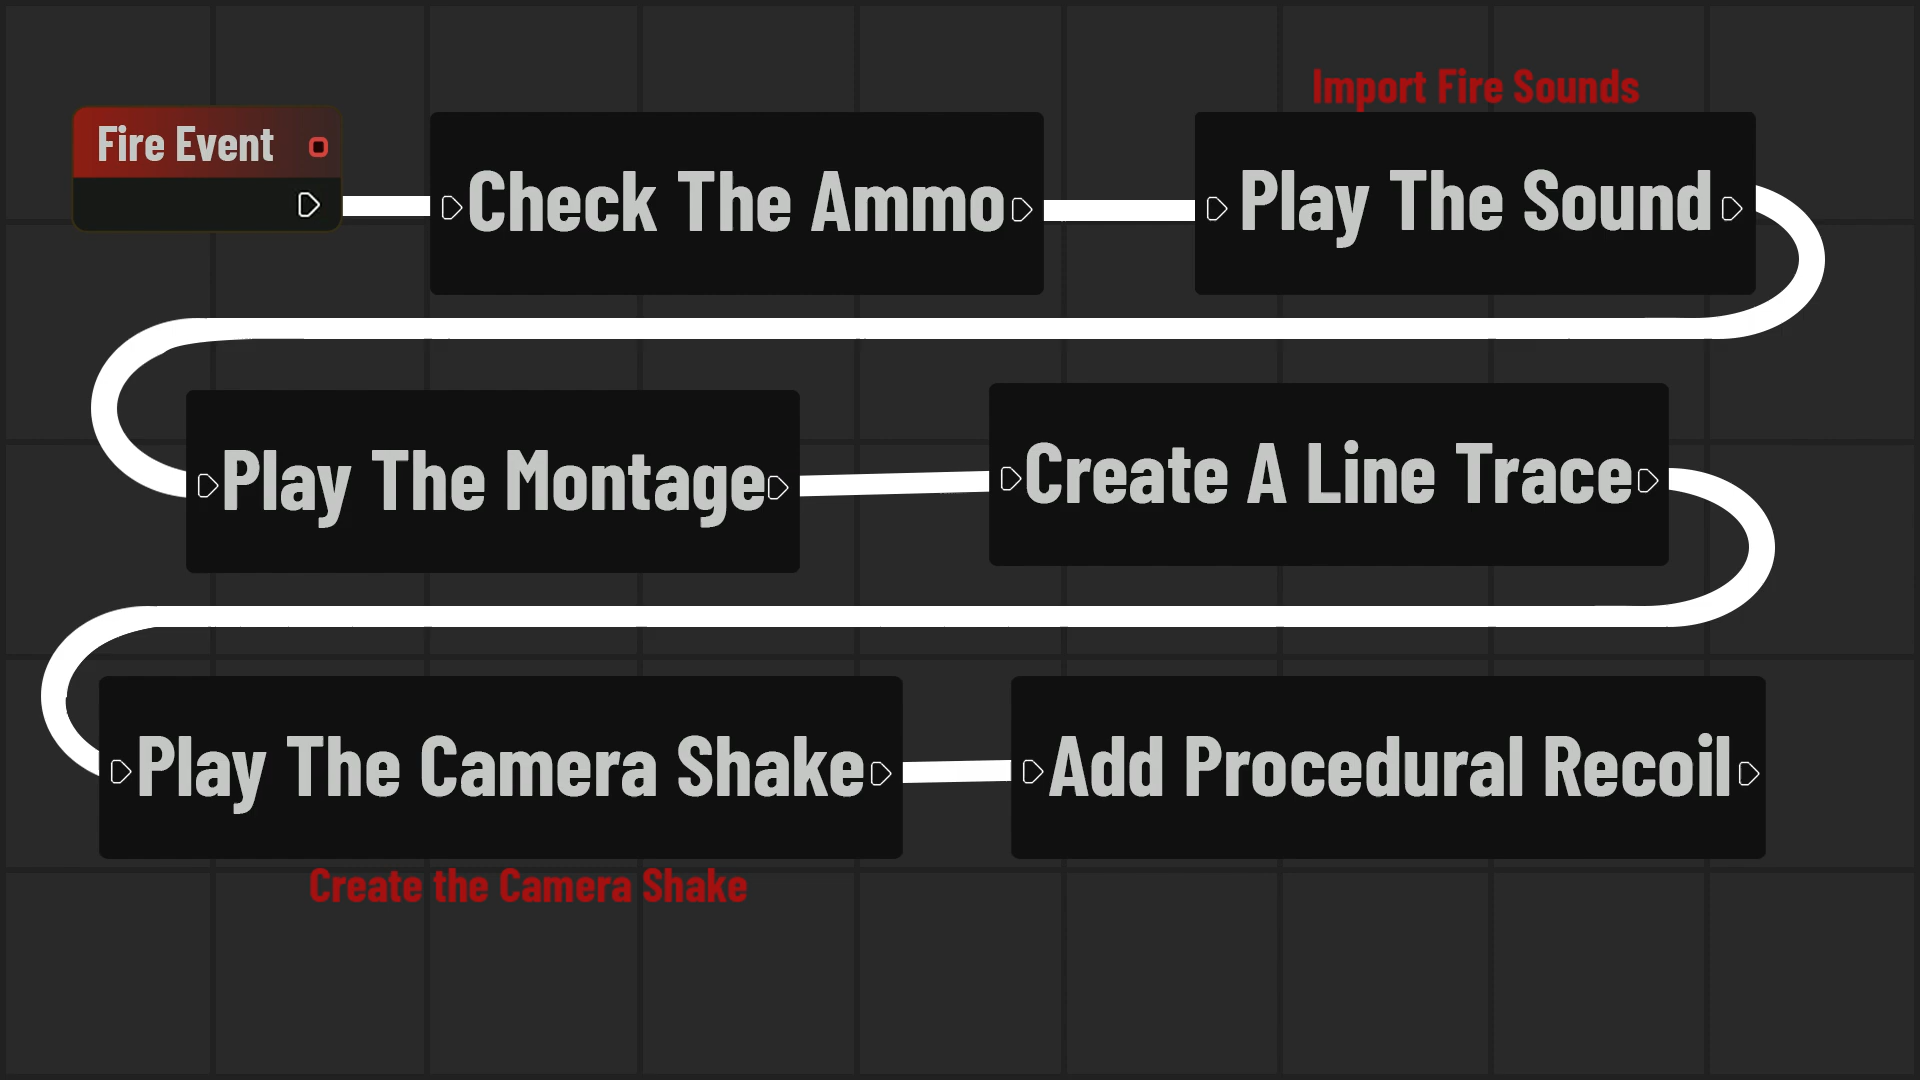 Import Fire Sounds
Fire Event
Check The Ammo
Play The Sound
Play The Montage
Create A Line Trace
Play The Camera Shake
Add Procedural Recoil
Create the Camera Shake